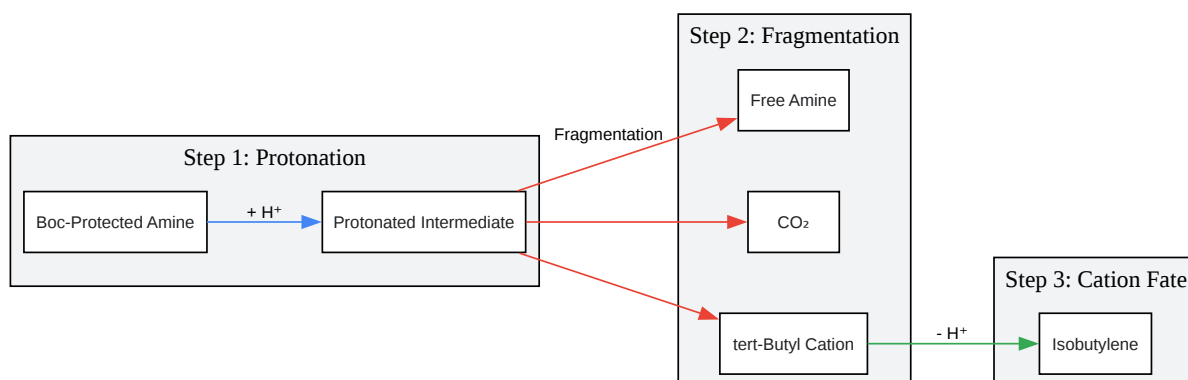 Step 1: Protonation
Boc-Protected Amine
+ H⁺
Protonated Intermediate
Fragmentation
Step 2: Fragmentation
Free Amine
CO₂
tert-Butyl Cation
- H⁺
Step 3: Cation Fate
Isobutylene